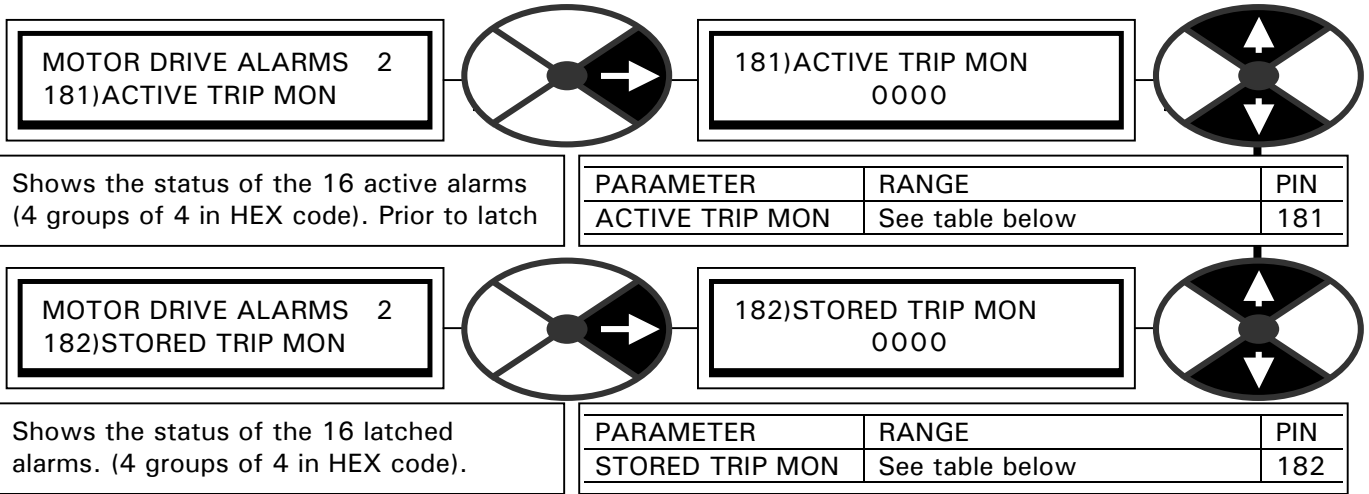 MOTOR DRIVE ALARMS 2
181)ACTIVE TRIP MON
181)ACTIVE TRIP MON
0000
Shows the status of the 16 active alarms
(4 groups of 4 in HEX code). Prior to latch
PARAMETER RANGE PIN
ACTIVE TRIP MON See table below 181
MOTOR DRIVE ALARMS 2
182)STORED TRIP MON
182)STORED TRIP MON
0000
Shows the status of the 16 latched
alarms. (4 groups of 4 in HEX code).
PARAMETER RANGE PIN
STORED TRIP MON See table below 182